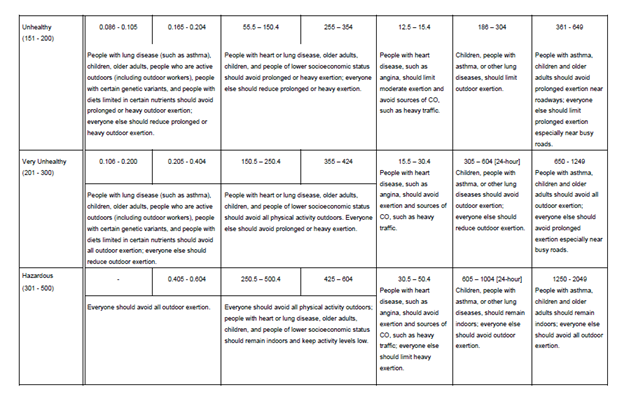 Unhealthy
(151 - 200)
0.086 - 0.105
0.165 - 0.204
55.5 – 150.4
255 – 354
12.5 – 15.4
186 – 304
361 - 649
People with lung disease (such as asthma),
children, older adults, people who are active
outdoors (including outdoor workers), people
with certain genetic variants, and people with
diets limited in certain nutrients should avoid
prolonged or heavy outdoor exertion;
everyone else should reduce prolonged or
heavy outdoor exertion.
People with heart or lung disease, older adults,
children, and people of lower socioeconomic status
should avoid prolonged or heavy exertion; everyone
else should reduce prolonged or heavy exertion.
People with heart
disease, such as
angina, should limit
moderate exertion and
avoid sources of CO,
such as heavy traffic.
Children, people with
asthma, or other lung
diseases, should limit
outdoor exertion.
People with asthma,
children and older
adults should avoid
prolonged exertion near
roadways; everyone
else should limit
prolonged exertion
especially near busy
roads.
Very Unhealthy
(201 - 300)
0.106 - 0.200
0.205 - 0.404
150.5 – 250.4
355 – 424
15.5 – 30.4
305 – 604 [24-hour]
650 - 1249
People with lung disease (such as asthma),
children, older adults, people who are active
outdoors (including outdoor workers), people
with certain genetic variants, and people with
diets limited in certain nutrients should avoid
all outdoor exertion; everyone else should
reduce outdoor exertion.
People with heart or lung disease, older adults,
children, and people of lower socioeconomic status
should avoid all physical activity outdoors. Everyone
else should avoid prolonged or heavy exertion.
People with heart
disease, such as
angina, should avoid
exertion and sources of
CO, such as heavy
traffic.
Children, people with
asthma, or other lung
diseases should avoid
outdoor exertion;
everyone else should
reduce outdoor exertion.
People with asthma,
children and older
adults should avoid all
outdoor exertion;
everyone else should
avoid prolonged
exertion especially near
busy roads.
Hazardous
(301 - 500)
-
0.405 - 0.604
250.5 – 500.4
425 – 604
30.5 – 50.4
605 – 1004 [24-hour]
1250 - 2049
Everyone should avoid all outdoor exertion.
Everyone should avoid all physical activity outdoors;
people with heart or lung disease, older adults,
children, and people of lower socioeconomic status
should remain indoors and keep activity levels low.
People with heart
disease, such as
angina, should avoid
exertion and sources of
CO, such as heavy
traffic; everyone else
should limit heavy
exertion.
Children, people with
asthma, or other lung
diseases, should remain
indoors; everyone else
should avoid outdoor
exertion.
People with asthma,
children and older
adults should remain
indoors; everyone else
should avoid all outdoor
exertion.